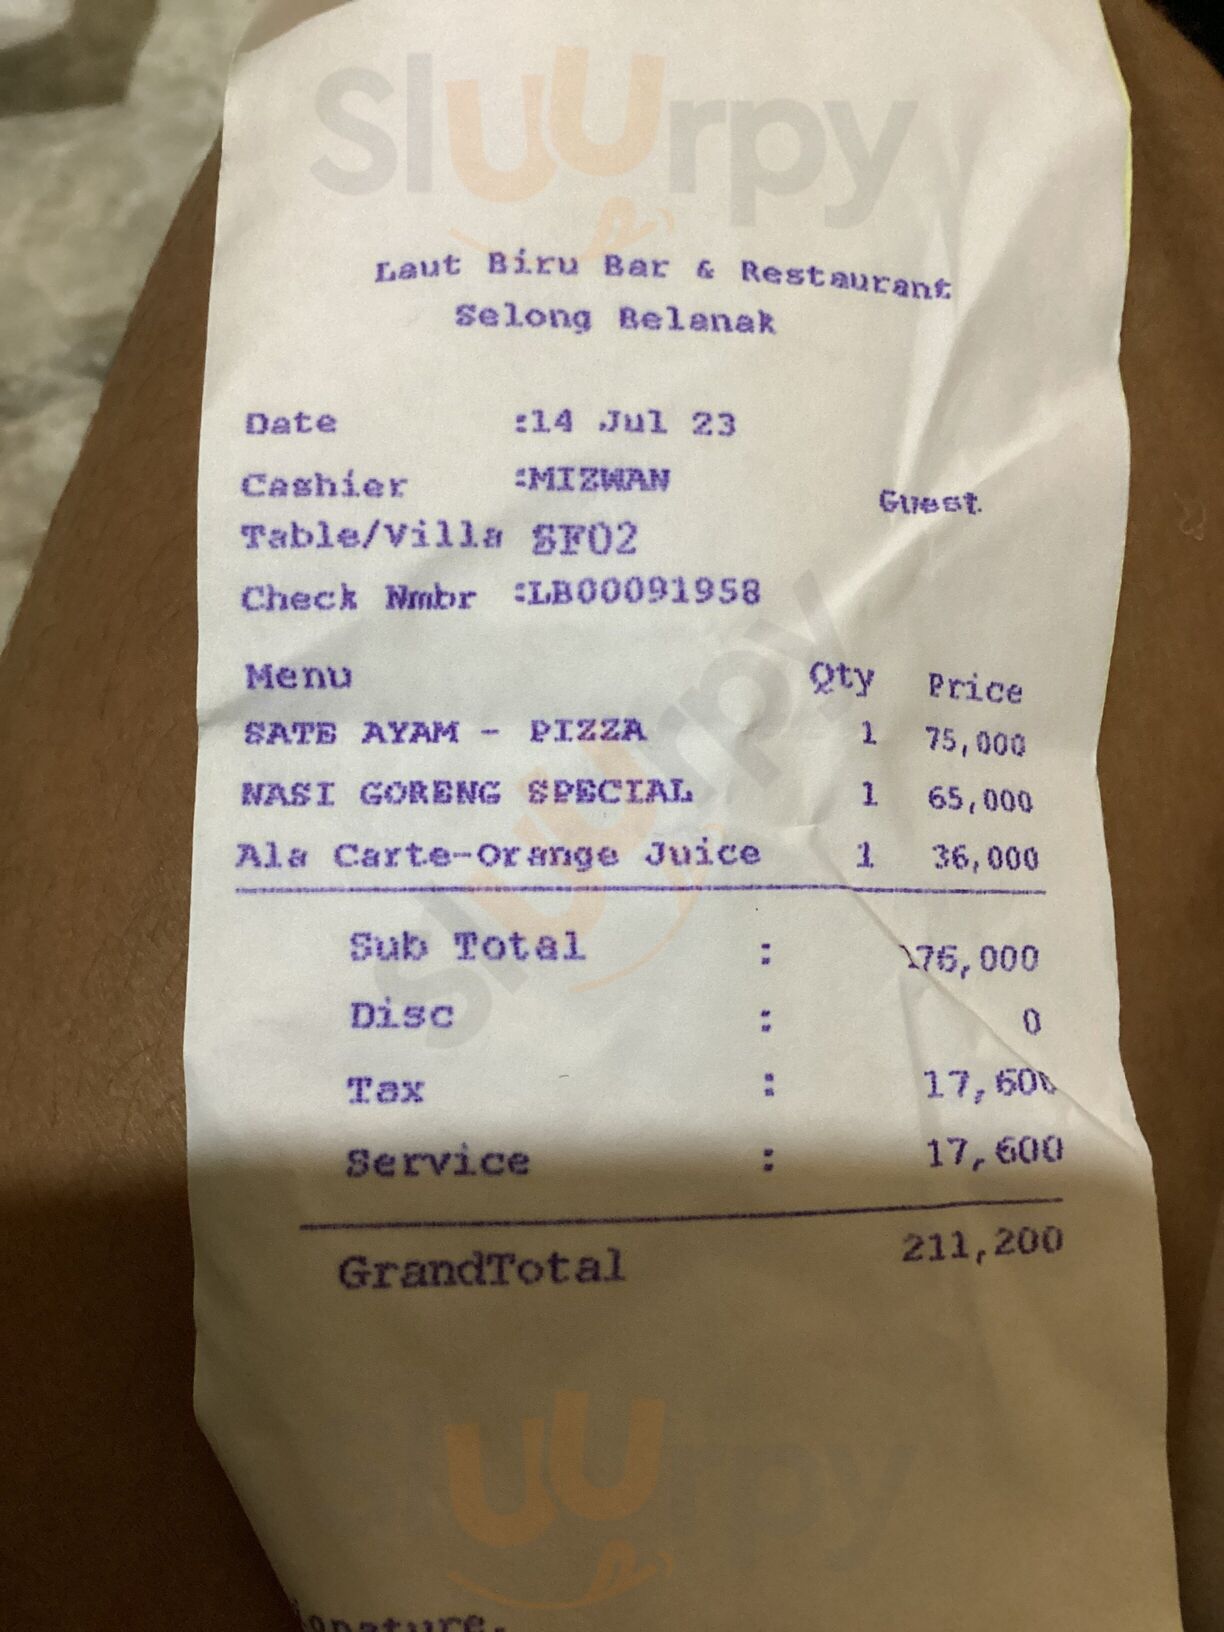 Sluurpy
Laut Biru Bar & Restaurant
Selong Belanak
Date :14 Jul 23
Cashier :MIZWAN
Guest
Table/Villa SF02
Check Nmbr :LB00091958
Menu Qty Price
SATE AYAM - PIZZA 1 75,000
NASI GORENG SPECIAL 1 65,000
Ala Carte-Orange Juice 1 36,000
Sluurpy
Sub Total : 176,000
Disc : 0
Tax : 17,600
Service : 17,600
GrandTotal 211,200
Sluurpy